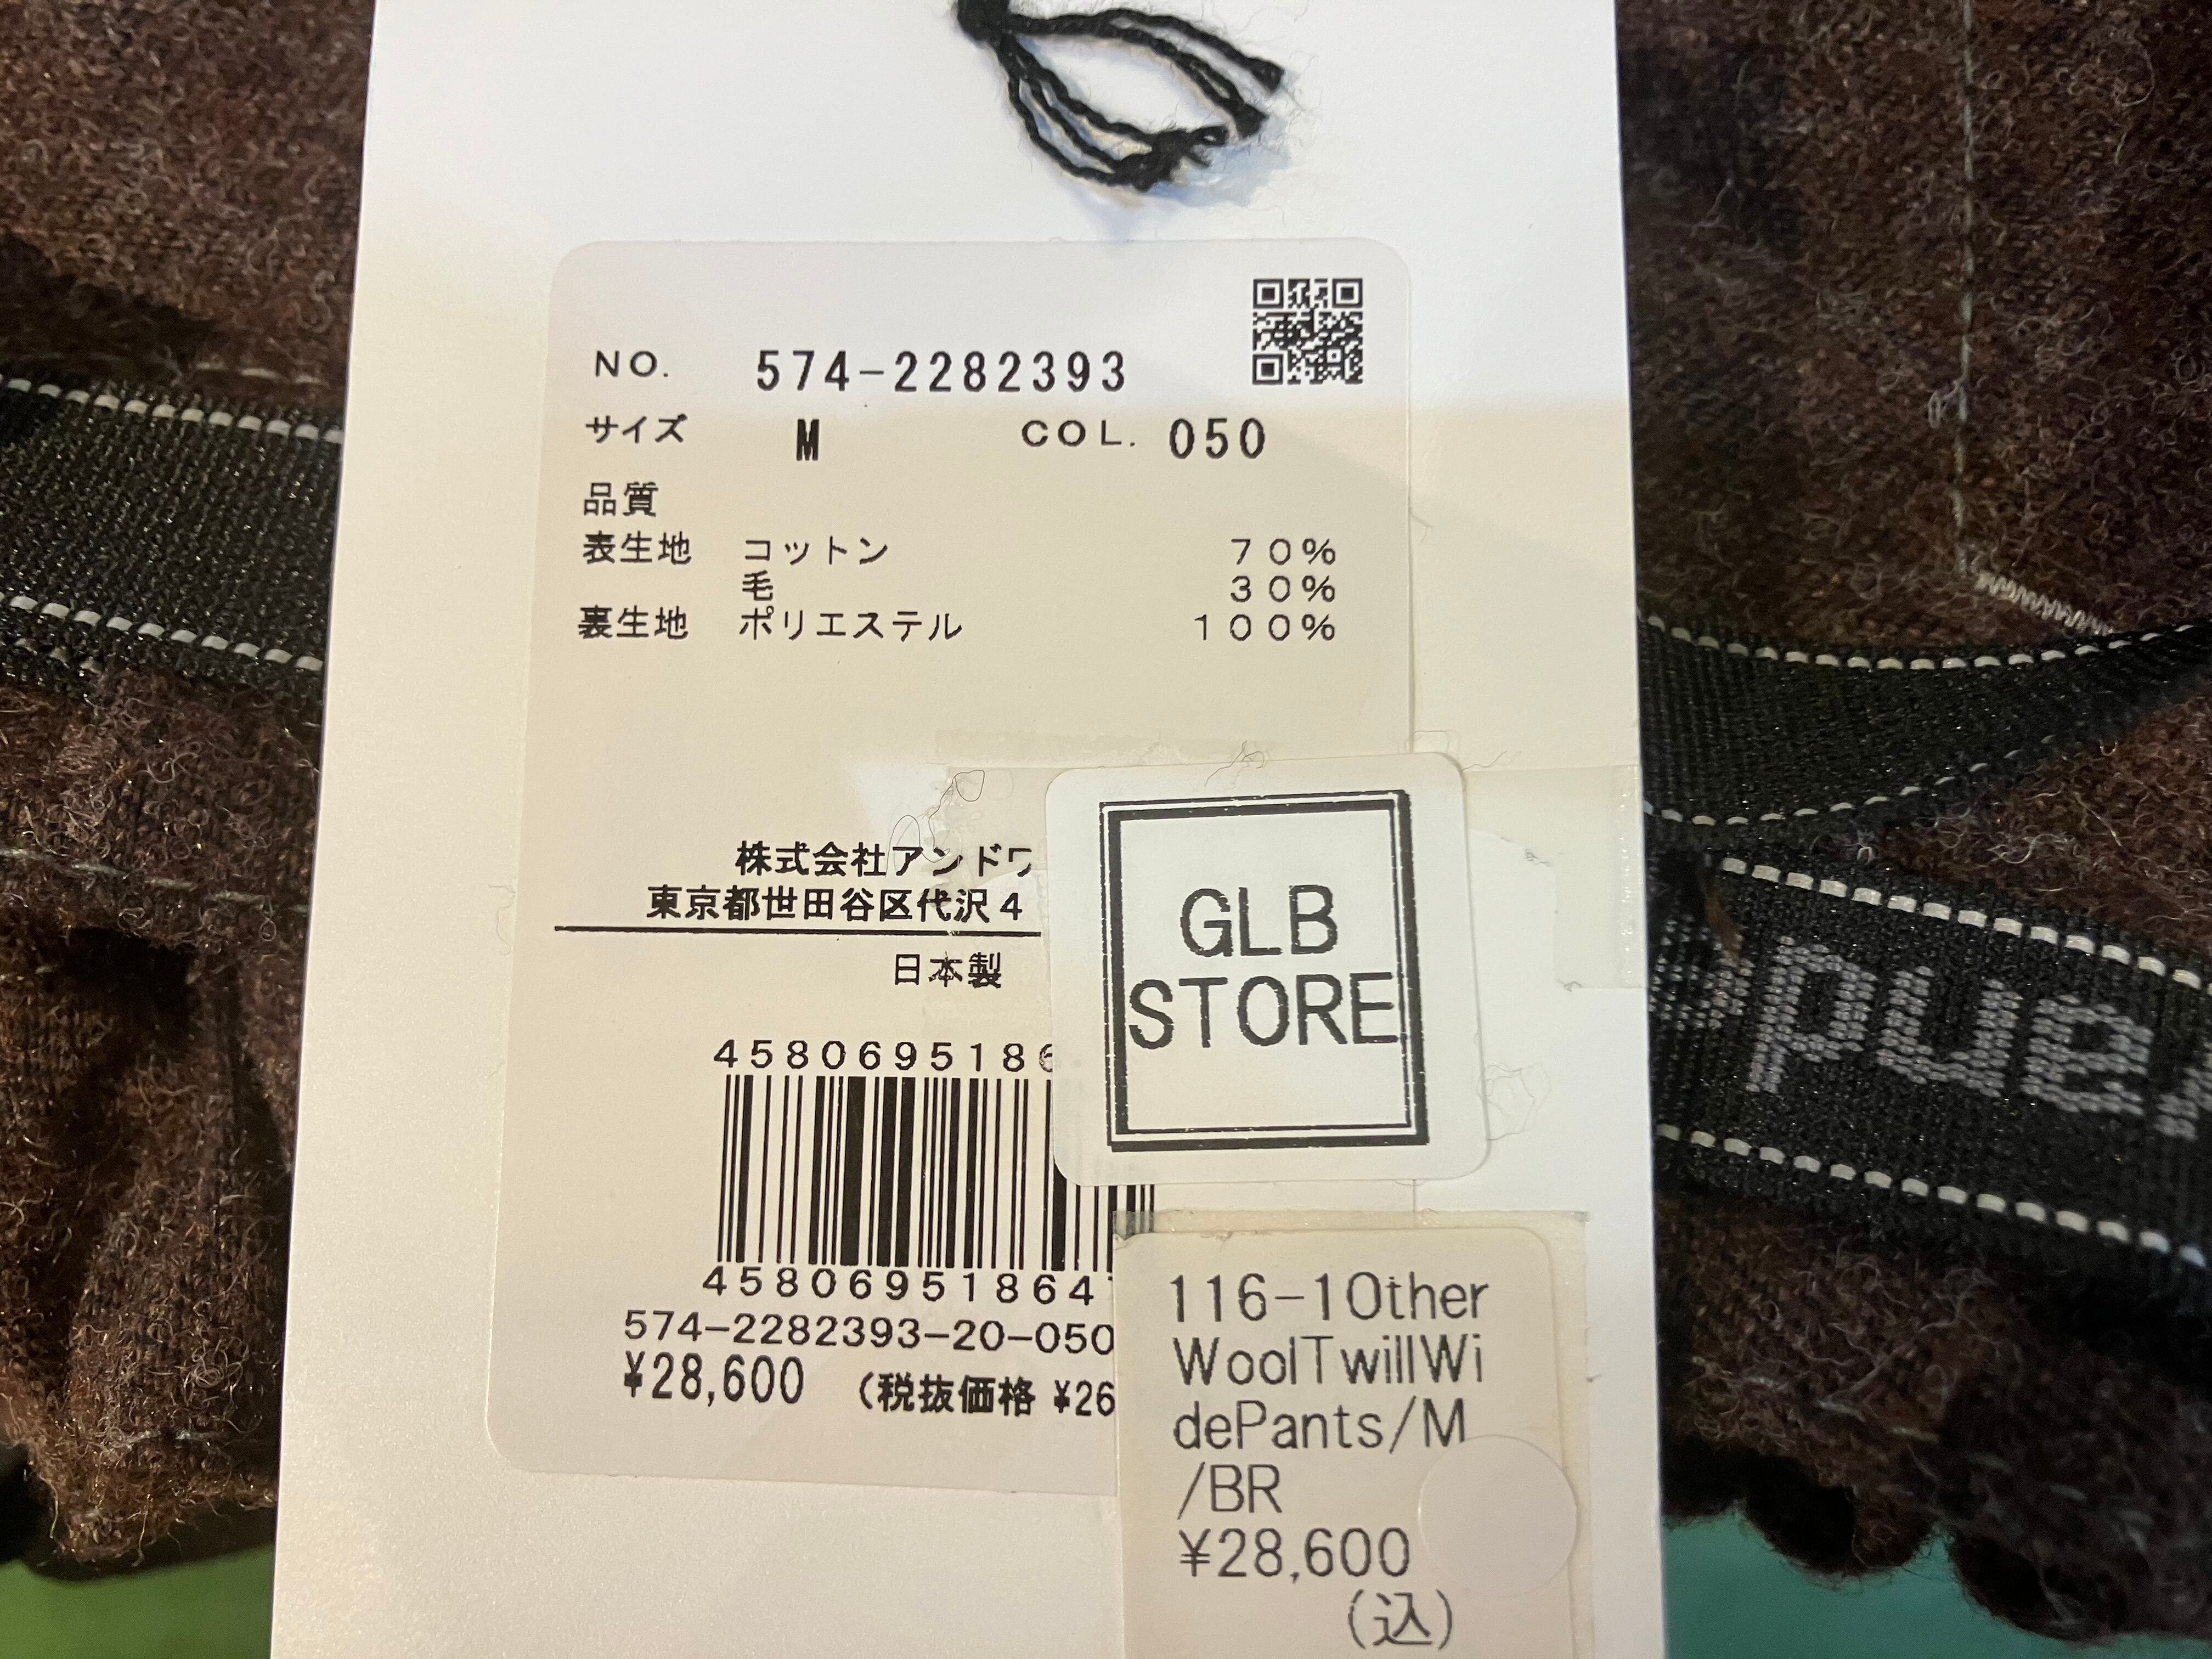 NO. 574-2282393
サイズ M COL. 050
品質
表生地 コットン 70%
毛 30%
裏生地 ポリエステル 100%
株式会社アンドワ
東京都世田谷区代沢4
日本製
458069518
GLB
STORE
45806951864
574-2282393-20-050
¥28,600 (税抜価格 ¥26
116-1Other
WoolTwillWi
dePants/M
/BR
¥28,600
(込)